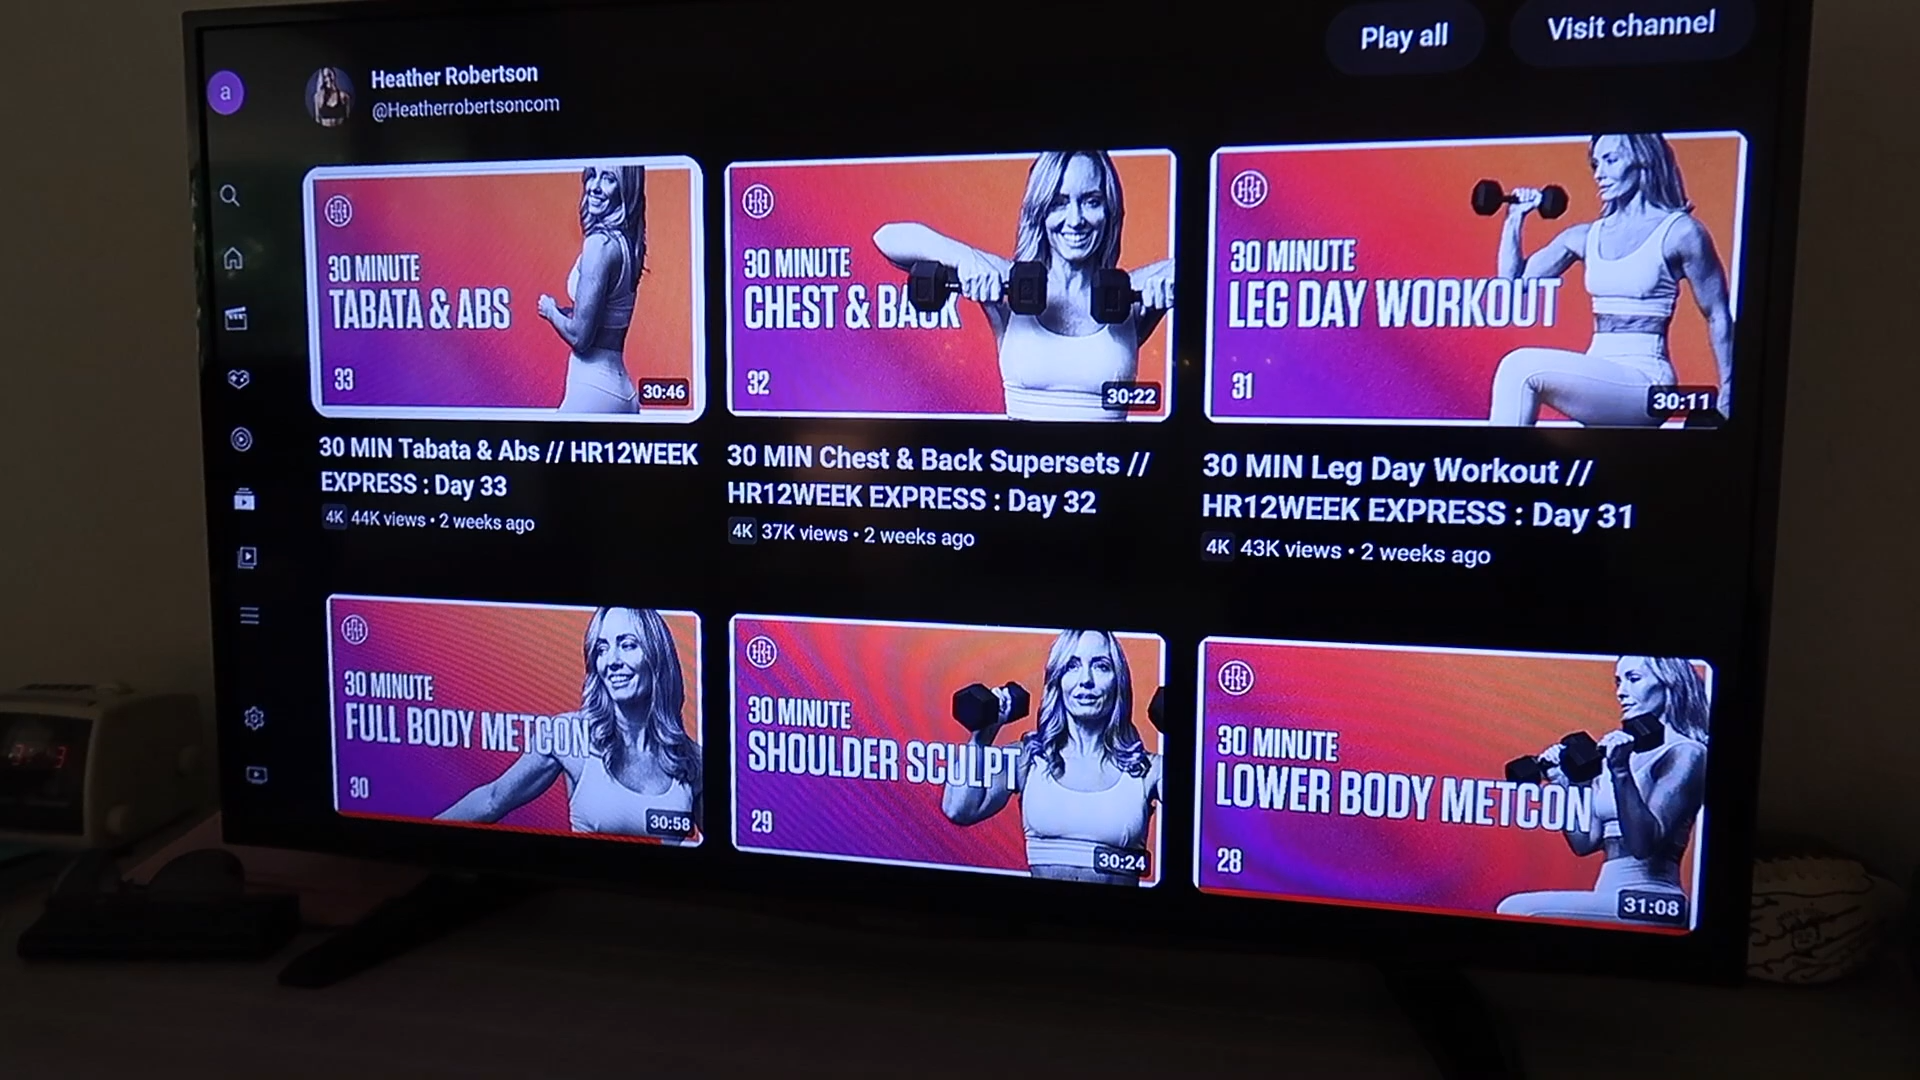 a
Heather Robertson
@Heatherrobertsoncom
Play all
Visit channel
30 MINUTE
TABATA & ABS
33
30:46
30 MIN Tabata & Abs // HR12WEEK
EXPRESS : Day 33
4K 44K views • 2 weeks ago
30 MINUTE
CHEST & BACK
32
30:22
30 MIN Chest & Back Supersets //
HR12WEEK EXPRESS : Day 32
4K 37K views • 2 weeks ago
30 MINUTE
LEG DAY WORKOUT
31
30:11
30 MIN Leg Day Workout //
HR12WEEK EXPRESS : Day 31
4K 43K views • 2 weeks ago
30 MINUTE
FULL BODY METCON
30
30:58
30 MINUTE
SHOULDER SCULPT
29
30:24
30 MINUTE
LOWER BODY METCON
28
31:08